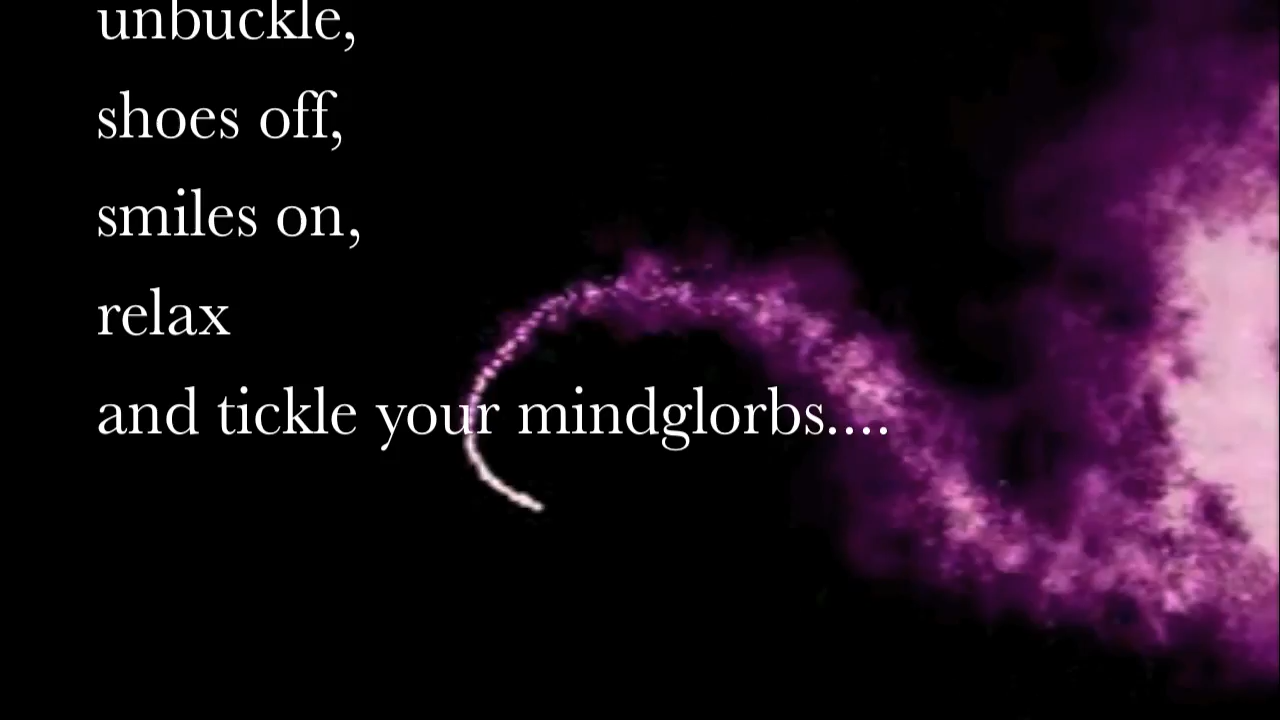 unbuckle,
shoes off,
smiles on,
relax
and tickle your mindglorbs....